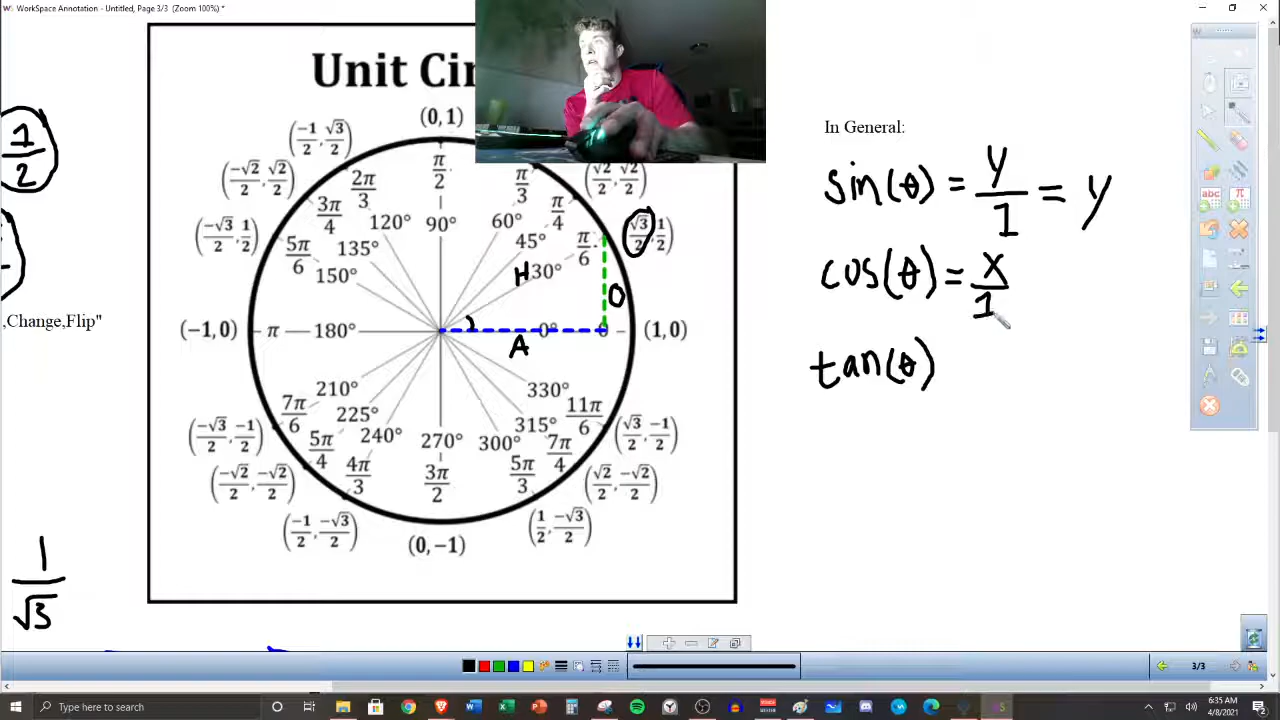 WorkSpace Annotation - Untitled, Page 3/3 (Zoom 100%) *
Unit Cir
(0, 1)
(-1/2, √3/2)
(-√2/2, √2/2)
(-√3/2, 1/2)
(√2/2, √2/2)
(√3/2, 1/2)
π/2
2π/3
3π/4
5π/6
π/3
π/4
π/6
120°
90°
60°
135°
45°
150°
30°
H
O
A
(-1, 0)
π
180°
0°
0
(1, 0)
210°
330°
7π/6
225°
11π/6
315°
5π/4
240°
270°
300°
7π/4
4π/3
3π/2
5π/3
(-√3/2, -1/2)
(√3/2, -1/2)
(-√2/2, -√2/2)
(√2/2, -√2/2)
(-1/2, -√3/2)
(1/2, -√3/2)
(0, -1)
1/2
,Change,Flip"
1/√3
In General:
sin(θ) = y/1 = y
cos(θ) = x/1
tan(θ)
abc
π
3/3
Type here to search
6:35 AM
4/8/2021